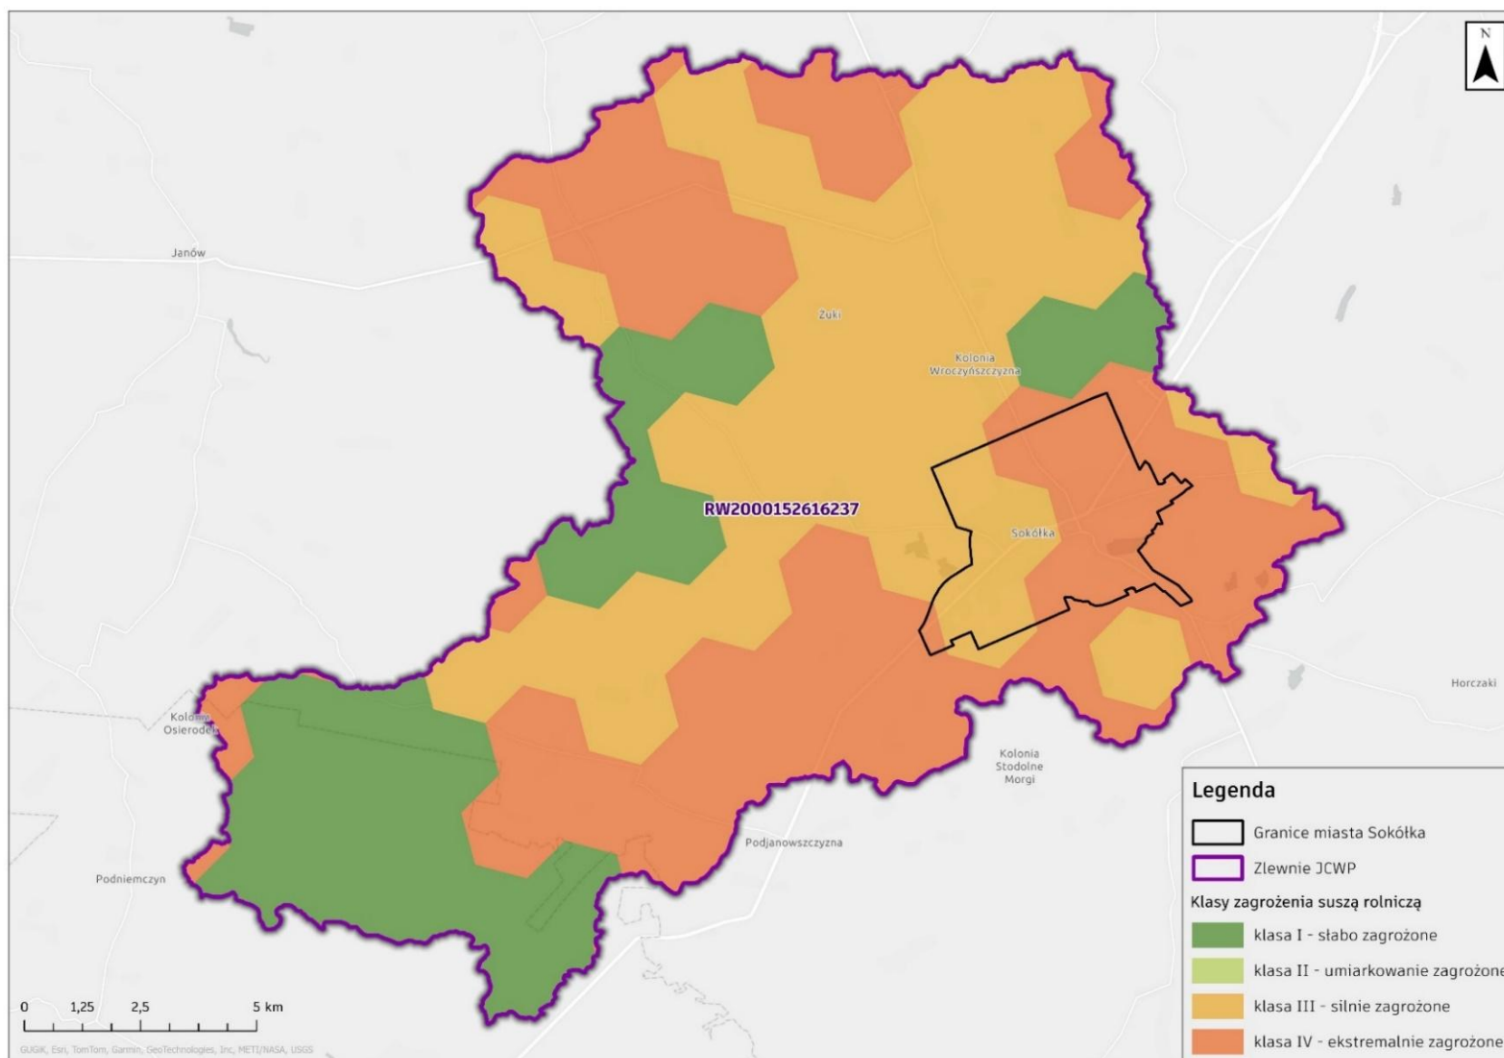 N
Janów
Żuki
Kolonia
Wroczyńszczyzna
RW2000152616237
Sokółka
Kolonia
Osierodek
Horczaki
Kolonia
Stodolne
Morgi
Podjanowszczyzna
Podniemczyn
Legenda
Granice miasta Sokółka
Zlewnie JCWP
Klasy zagrożenia suszą rolniczą
klasa I - słabo zagrożone
klasa II - umiarkowanie zagrożone
klasa III - silnie zagrożone
klasa IV - ekstremalnie zagrożone
0 1,25 2,5 5 km
GUGiK, Esri, TomTom, Garmin, GeoTechnologies, Inc, METI/NASA, USGS